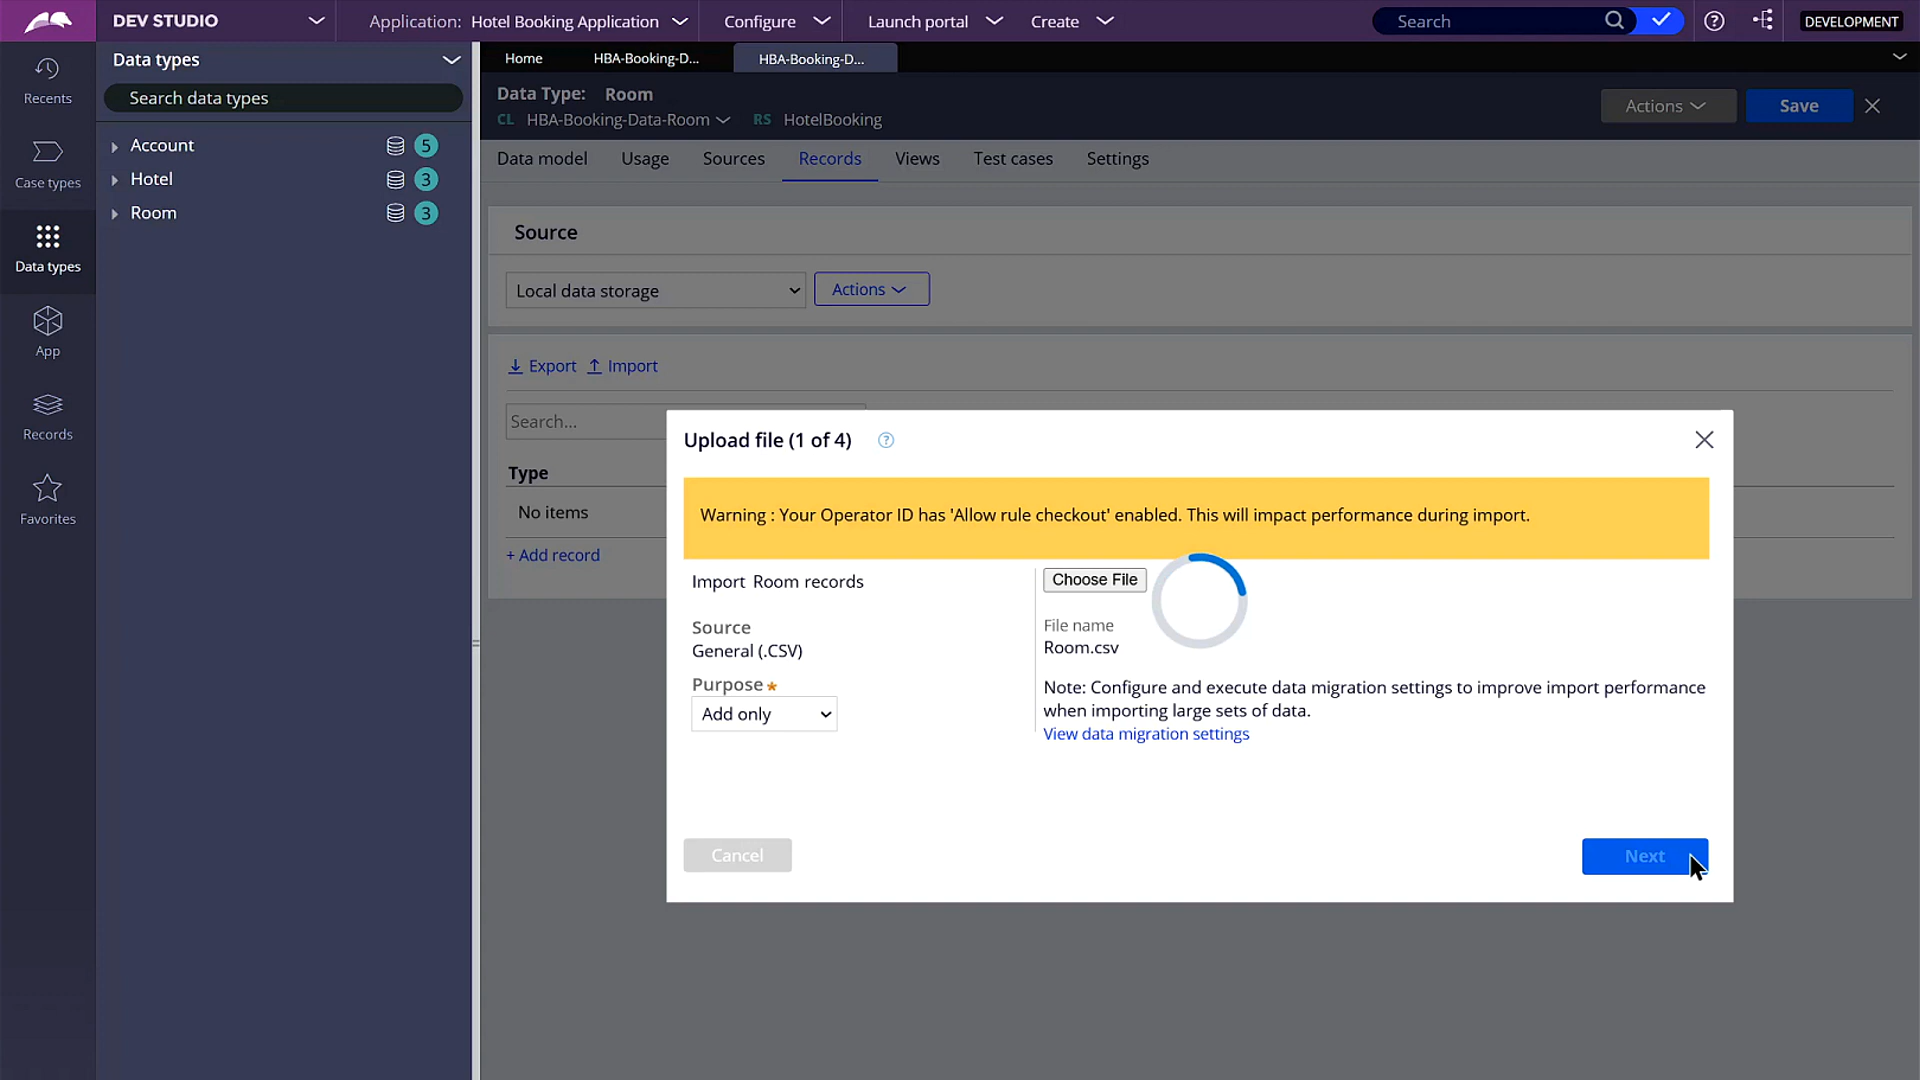 DEV STUDIO
Application: Hotel Booking Application
Configure
Launch portal
Create
Search
DEVELOPMENT
Recents
Case types
Data types
App
Records
Favorites
Data types
Search data types
Account 5
Hotel 3
Room 3
Home
HBA-Booking-D...
HBA-Booking-D...
Data Type: Room
CL HBA-Booking-Data-Room RS HotelBooking
Actions
Save
Data model
Usage
Sources
Records
Views
Test cases
Settings
Source
Local data storage
Actions
Export
Import
Search...
Type
No items
+ Add record
Upload file (1 of 4)
Warning : Your Operator ID has 'Allow rule checkout' enabled. This will impact performance during import.
Import Room records
Source
General (.CSV)
Purpose ★
Add only
Choose File
File name
Room.csv
Note: Configure and execute data migration settings to improve import performance
when importing large sets of data.
View data migration settings
Cancel
Next